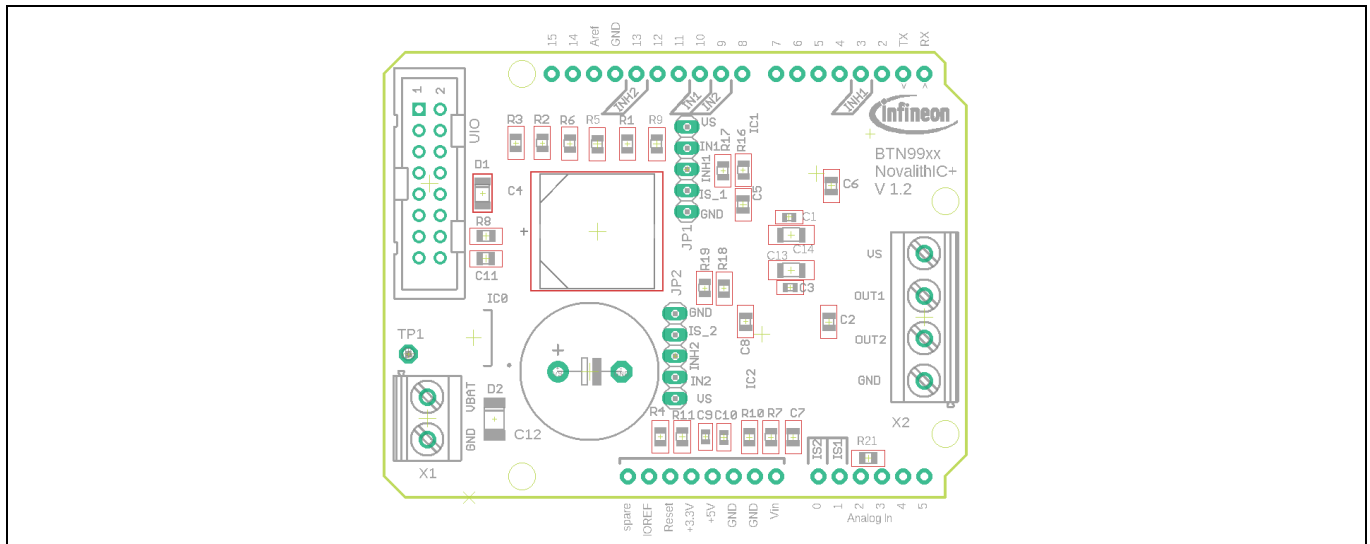 15 14 Aref GND 13 12 11 10 9 8 7 6 5 4 3 2 TX RX
INH2 IN1 IN2 INH1
1 2
UIO
infineon
BTN99xx
NovalithIC+
V 1.2
R3 R2 R6 R5 R1 R9
VS
IN1
INH1
IS_1
GND
JP1
IC1
R17 R16
C5
C6
D1
C4
+
R8
C11
C1
C14
C13
C3
R19 R18
JP2
GND
IS_2
INH2
IN2
VS
C8
IC2
C2
VS
OUT1
OUT2
GND
X2
IC0
TP1
+
VBAT
GND
X1
D2
C12
R4 R11 C9 C10 R10 R7 C7
IS2 IS1
R21
spare IOREF Reset +3.3V +5V GND GND Vin
0 1 2 3 4 5
Analog In